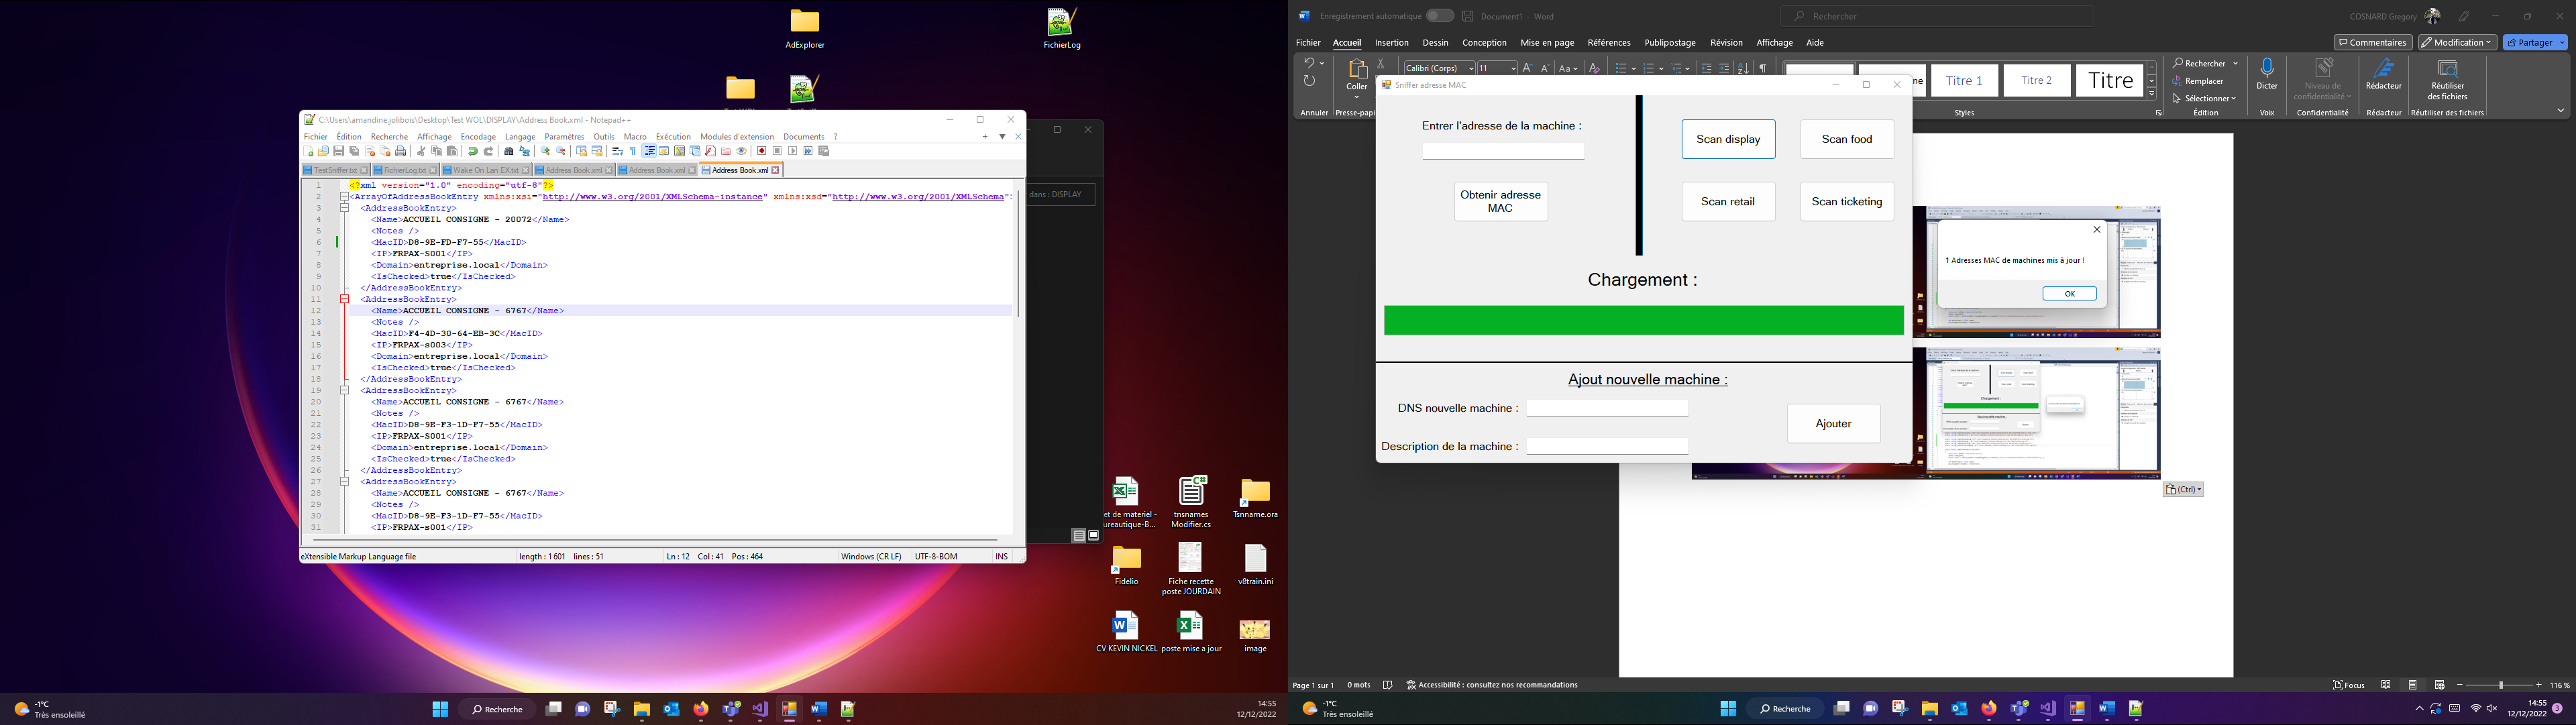 AdExplorer
FichierLog
C:\Users\amandine.jolibois\Desktop\Test WOL\DISPLAY\Address Book.xml - Notepad++
Fichier Édition Recherche Affichage Encodage Langage Paramètres Outils Macro Exécution Modules d'extension Documents ?
TestSniffer.txt FichierLog.txt Wake On Lan EX.txt Address Book.xml Address Book.xml Address Book.xml
1 <?xml version="1.0" encoding="utf-8"?>
2 <ArrayOfAddressBookEntry xmlns:xsi="http://www.w3.org/2001/XMLSchema-instance" xmlns:xsd="http://www.w3.org/2001/XMLSchema"
3 <AddressBookEntry>
4 <Name>ACCUEIL CONSIGNE - 20072</Name>
5 <Notes />
6 <MacID>D8-9E-FD-F7-55</MacID>
7 <IP>FRPAX-S001</IP>
8 <Domain>entreprise.local</Domain>
9 <IsChecked>true</IsChecked>
10 </AddressBookEntry>
11 <AddressBookEntry>
12 <Name>ACCUEIL CONSIGNE - 6767</Name>
13 <Notes />
14 <MacID>F4-4D-30-64-EB-3C</MacID>
15 <IP>FRPAX-s003</IP>
16 <Domain>entreprise.local</Domain>
17 <IsChecked>true</IsChecked>
18 </AddressBookEntry>
19 <AddressBookEntry>
20 <Name>ACCUEIL CONSIGNE - 6767</Name>
21 <Notes />
22 <MacID>D8-9E-F3-1D-F7-55</MacID>
23 <IP>FRPAX-S001</IP>
24 <Domain>entreprise.local</Domain>
25 <IsChecked>true</IsChecked>
26 </AddressBookEntry>
27 <AddressBookEntry>
28 <Name>ACCUEIL CONSIGNE - 6767</Name>
29 <Notes />
30 <MacID>D8-9E-F3-1D-F7-55</MacID>
31 <IP>FRPAX-s001</IP>
eXtensible Markup Language file length : 1 601 lines : 51 Ln : 12 Col : 41 Pos : 464 Windows (CR LF) UTF-8-BOM INS
dans : DISPLAY
et de materiel -
ureautique-B...
tnsnames
Modifier.cs
Tsnname.ora
Fidelio
Fiche recette
poste JOURDAIN
v8train.ini
CV KEVIN NICKEL
poste mise a jour
image
-1°C
Très ensoleillé
Recherche
14:55
12/12/2022
Enregistrement automatique
Document1 - Word
Rechercher
COSNARD Gregory
Fichier Accueil Insertion Dessin Conception Mise en page Références Publipostage Révision Affichage Aide
Commentaires Modification Partager
Coller
Calibri (Corps) 11
Titre 1 Titre 2 Titre
Rechercher
Remplacer
Sélectionner
Dicter
Niveau de
confidentialité
Rédacteur
Réutiliser
des fichiers
Annuler Presse-papi Styles Édition Voix Confidentialité Rédacteur Réutiliser des fichiers
Sniffer adresse MAC
Entrer l'adresse de la machine :
Obtenir adresse
MAC
Scan display
Scan food
Scan retail
Scan ticketing
Chargement :
Ajout nouvelle machine :
DNS nouvelle machine :
Description de la machine :
Ajouter
1 Adresses MAC de machines mis à jour !
OK
(Ctrl)
Page 1 sur 1 0 mots Accessibilité : consultez nos recommandations
Focus
116 %
-1°C
Très ensoleillé
Recherche
14:55
12/12/2022
3